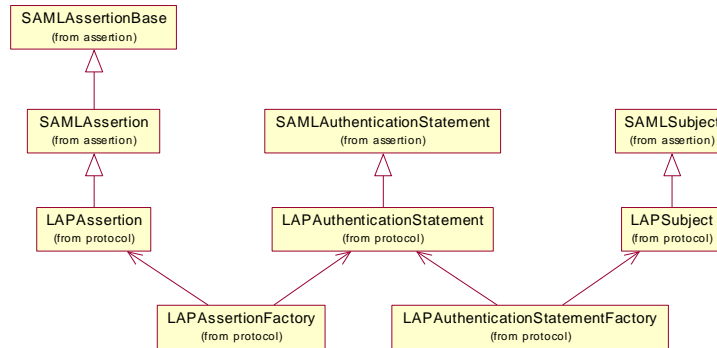 SAMLAssertionBase
(from assertion)
SAMLAssertion
(from assertion)
SAMLAuthenticationStatement
(from assertion)
SAMLSubject
(from assertion)
LAPAssertion
(from protocol)
LAPAuthenticationStatement
(from protocol)
LAPSubject
(from protocol)
LAPAssertionFactory
(from protocol)
LAPAuthenticationStatementFactory
(from protocol)